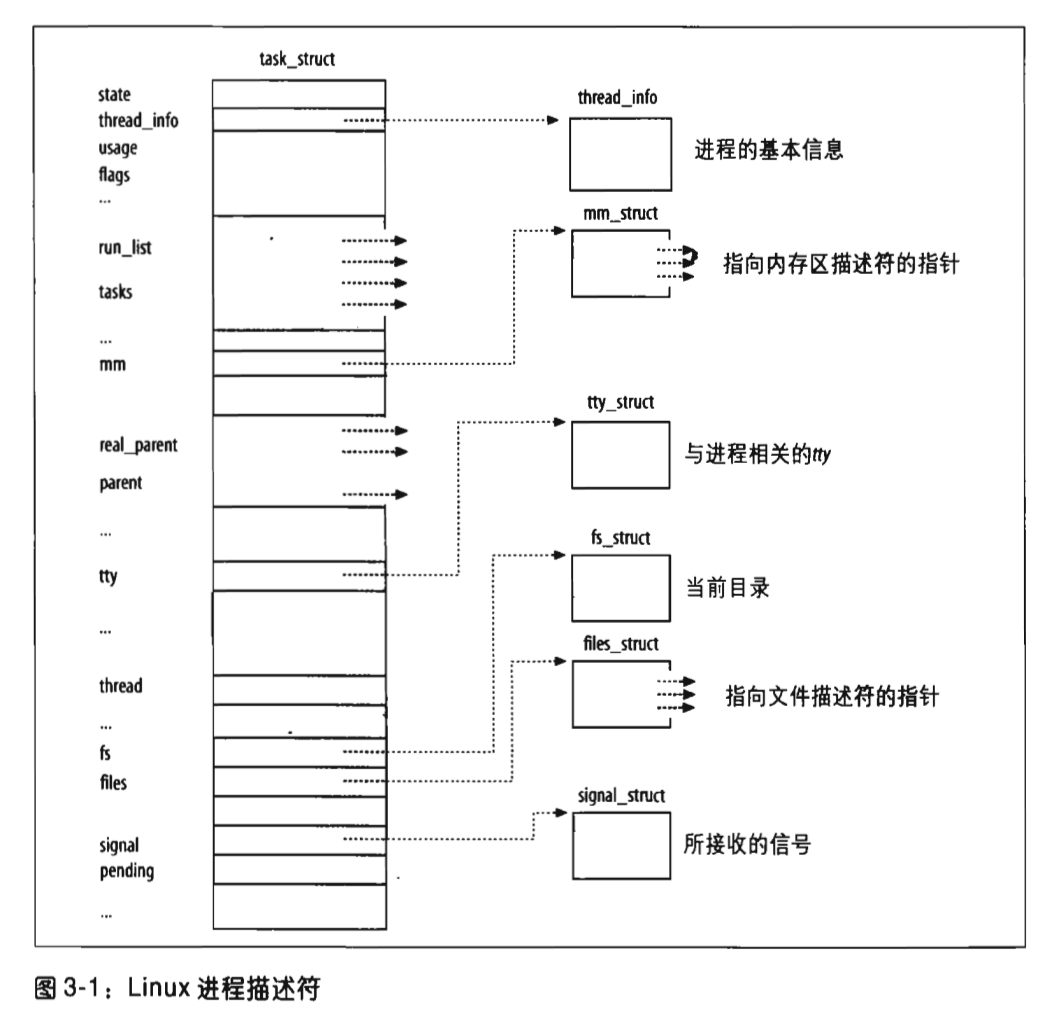 task_struct
state
thread_info
usage
flags
...
run_list
tasks
...
mm
real_parent
parent
...
tty
...
thread
...
fs
files
signal
pending
...
thread_info
进程的基本信息
mm_struct
指向内存区描述符的指针
tty_struct
与进程相关的tty
fs_struct
当前目录
files_struct
指向文件描述符的指针
signal_struct
所接收的信号
图 3-1：Linux 进程描述符